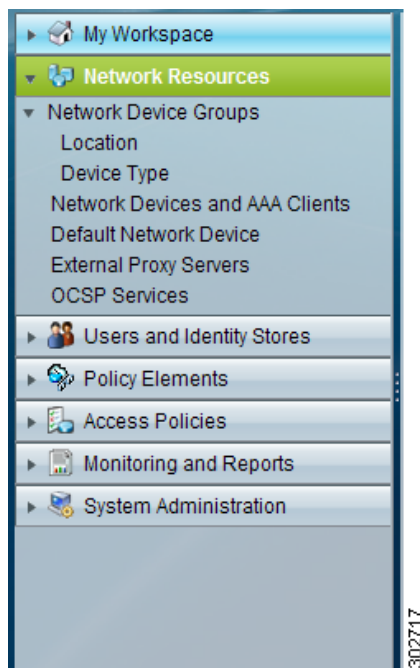 My Workspace
Network Resources
Network Device Groups
Location
Device Type
Network Devices and AAA Clients
Default Network Device
External Proxy Servers
OCSP Services
Users and Identity Stores
Policy Elements
Access Policies
Monitoring and Reports
System Administration
302717